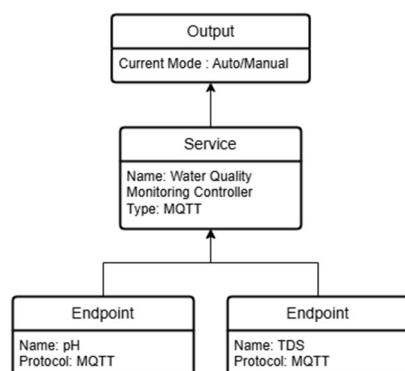 Output
Current Mode : Auto/Manual
Service
Name: Water Quality
Monitoring Controller
Type: MQTT
Endpoint
Name: pH
Protocol: MQTT
Endpoint
Name: TDS
Protocol: MQTT